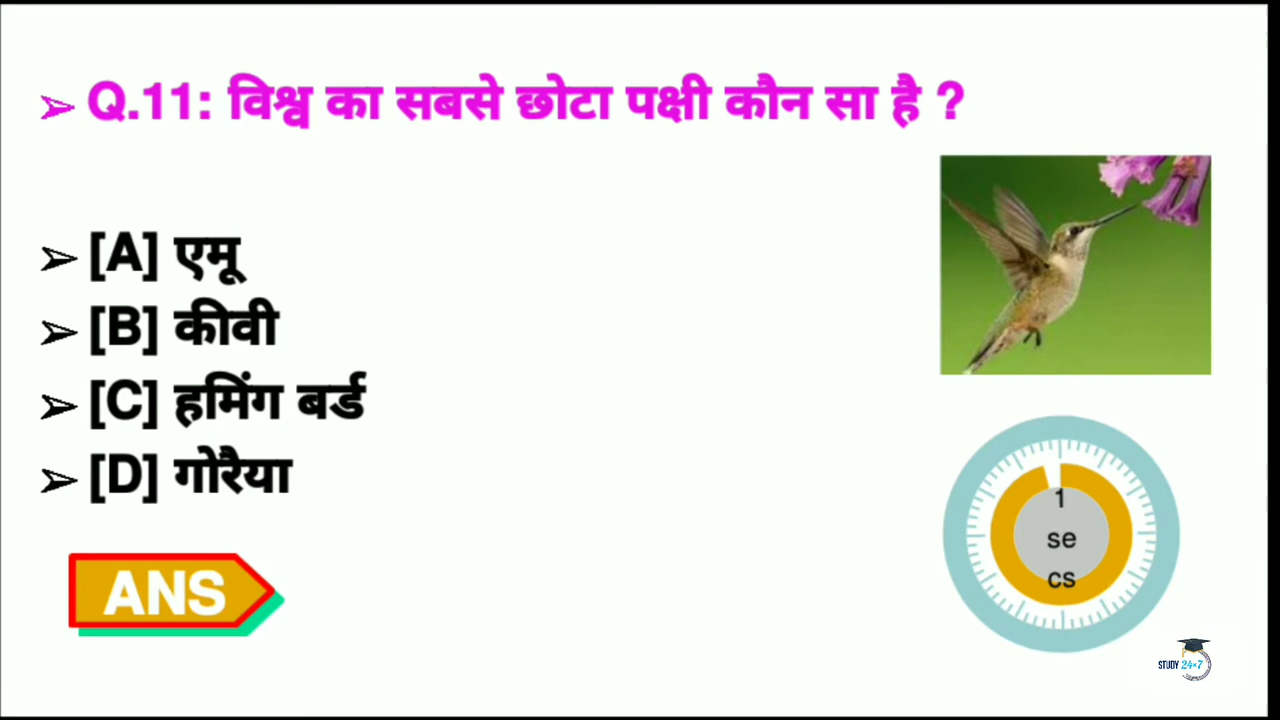 ➢ Q.11: विश्व का सबसे छोटा पक्षी कौन सा है ?
➢ [A] एमू
➢ [B] कीवी
➢ [C] हमिंग बर्ड
➢ [D] गोरैया
ANS
1
se
cs
STUDY 24×7